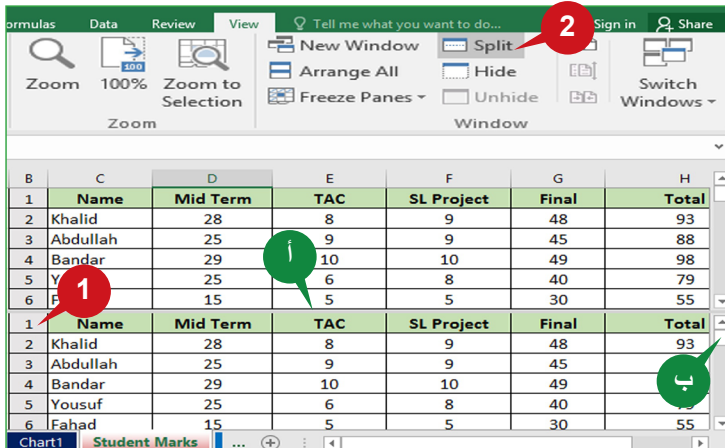 ormulas Data Review View Tell me what you want to do... Sign in Share
2
New Window Split
Arrange All Hide
Freeze Panes Unhide
Zoom 100% Zoom to Selection
Switch Windows
Zoom Window
B C D E F G H
1 Name Mid Term TAC SL Project Final Total
2 Khalid 28 8 9 48 93
3 Abdullah 25 9 9 45 88
4 Bandar 29 10 10 49 98
أ
5 Y 25 6 8 40 79
6 F 15 5 5 30 55
1
1 Name Mid Term TAC SL Project Final Total
2 Khalid 28 8 9 48 93
3 Abdullah 25 9 9 45
4 Bandar 29 10 10 49
ب
5 Yousuf 25 6 8 40
6 Fahad 15 5 5 30 55
Chart1 Student Marks ...